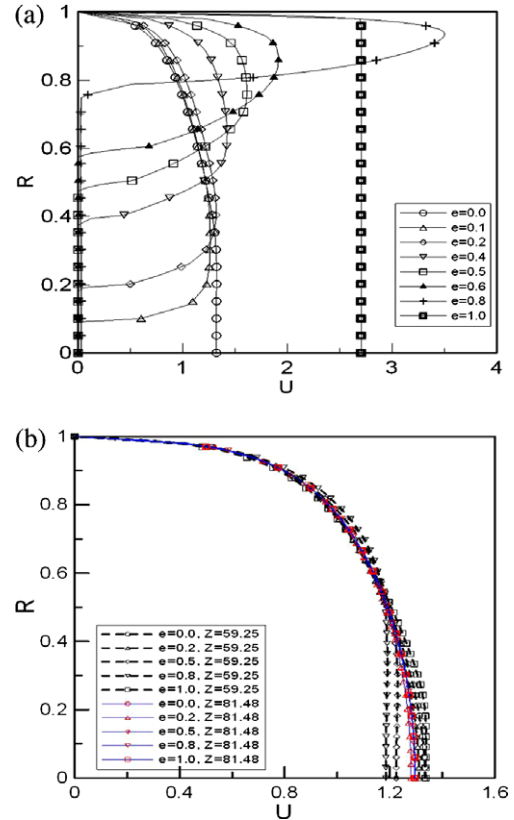 (a)
1
0.8
0.6
R
0.4
0.2
0
e=0.0
e=0.1
e=0.2
e=0.4
e=0.5
e=0.6
e=0.8
e=1.0
0 1 2 3 4
U
(b)
1
0.8
0.6
R
0.4
0.2
0
e=0.0, Z=59.25
e=0.2, Z=59.25
e=0.5, Z=59.25
e=0.8, Z=59.25
e=1.0, Z=59.25
e=0.0, Z=81.48
e=0.2, Z=81.48
e=0.5, Z=81.48
e=0.8, Z=81.48
e=1.0, Z=81.48
0 0.4 0.8 1.2 1.6
U